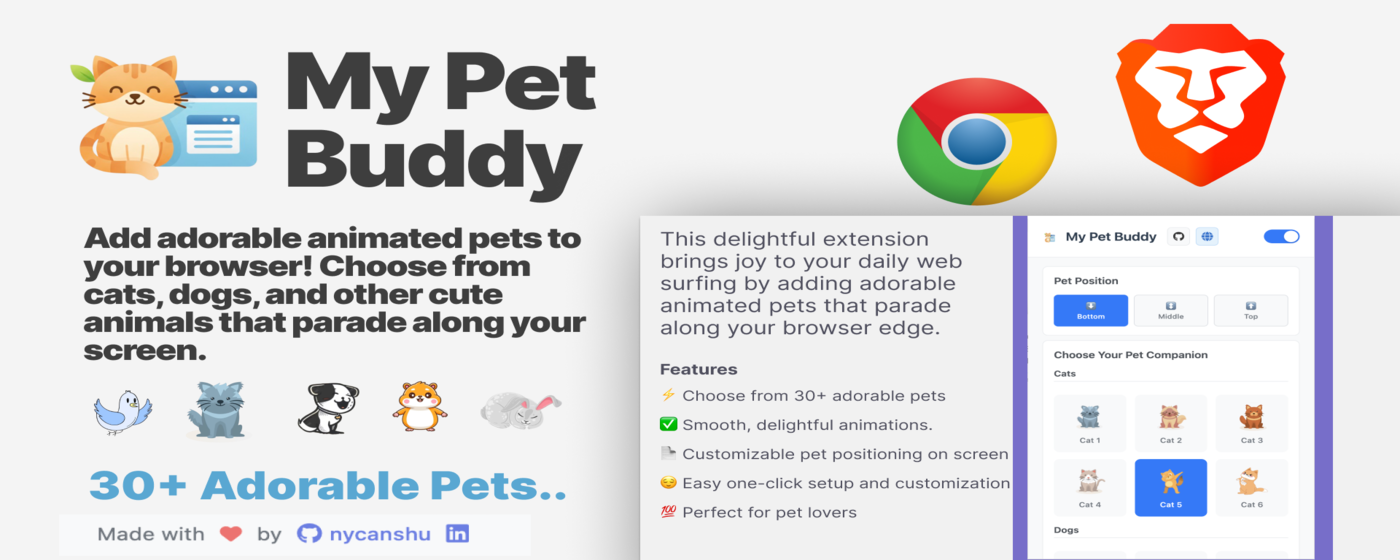 My Pet
Buddy
Add adorable animated pets to
your browser! Choose from
cats, dogs, and other cute
animals that parade along your
screen.
30+ Adorable Pets..
Made with ❤️ by nycanshu in
This delightful extension
brings joy to your daily web
surfing by adding adorable
animated pets that parade
along your browser edge.
Features
⚡ Choose from 30+ adorable pets
✅ Smooth, delightful animations.
Customizable pet positioning on screen
😌 Easy one-click setup and customization
💯 Perfect for pet lovers
My Pet Buddy
Pet Position
Bottom Middle Top
Choose Your Pet Companion
Cats
Cat 1 Cat 2 Cat 3
Cat 4 Cat 5 Cat 6
Dogs